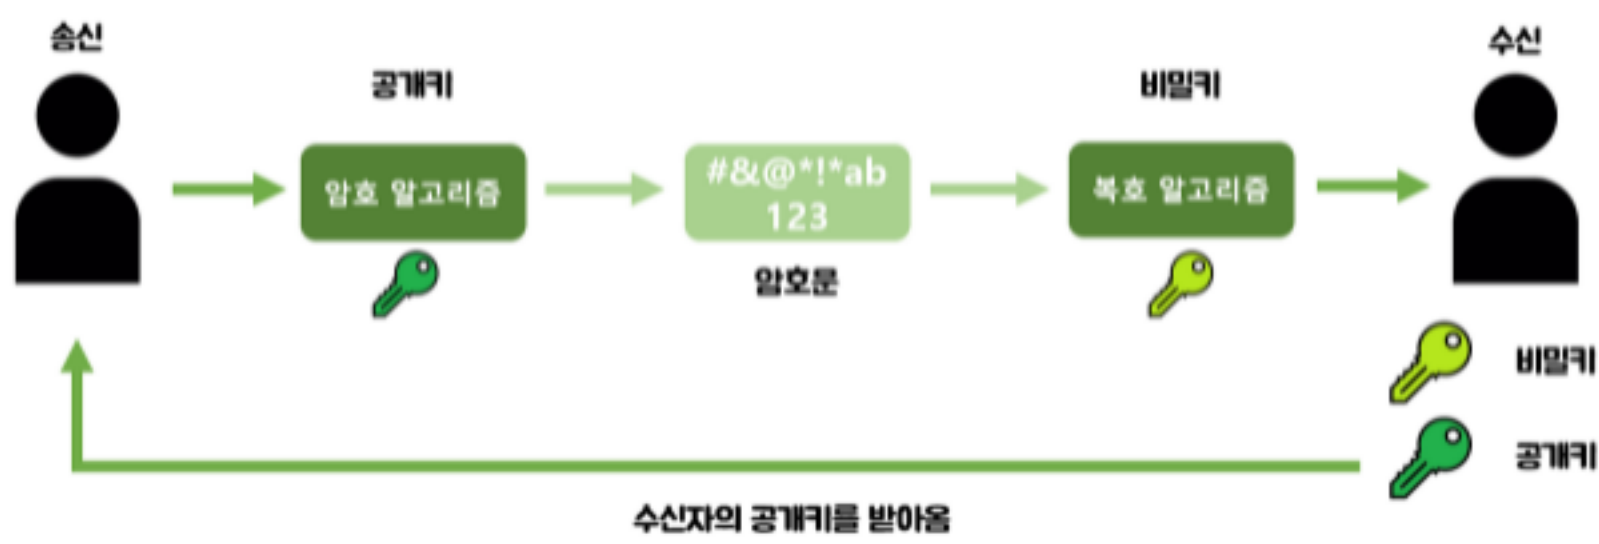 송신
수신
공개키
비밀키
암호 알고리즘
#&@*!*ab
123
복호 알고리즘
암호문
비밀키
공개키
수신자의 공개키를 받아옴